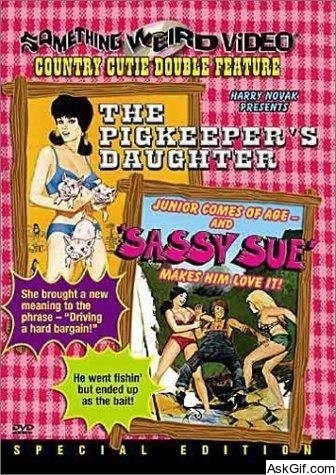 SOMETHING WEIRD VIDEO®
COUNTRY CUTIE DOUBLE FEATURE
HARRY NOVAK
PRESENTS
THE
PIGKEEPER'S
DAUGHTER
JUNIOR COMES OF AGE –
AND
'SASSY SUE'
MAKES HIM LOVE IT!
She brought a new
meaning to the
phrase – "Driving
a hard bargain!"
He went fishin'
but ended up
as the bait!
DVD
SPECIAL EDITION
AskGif.com